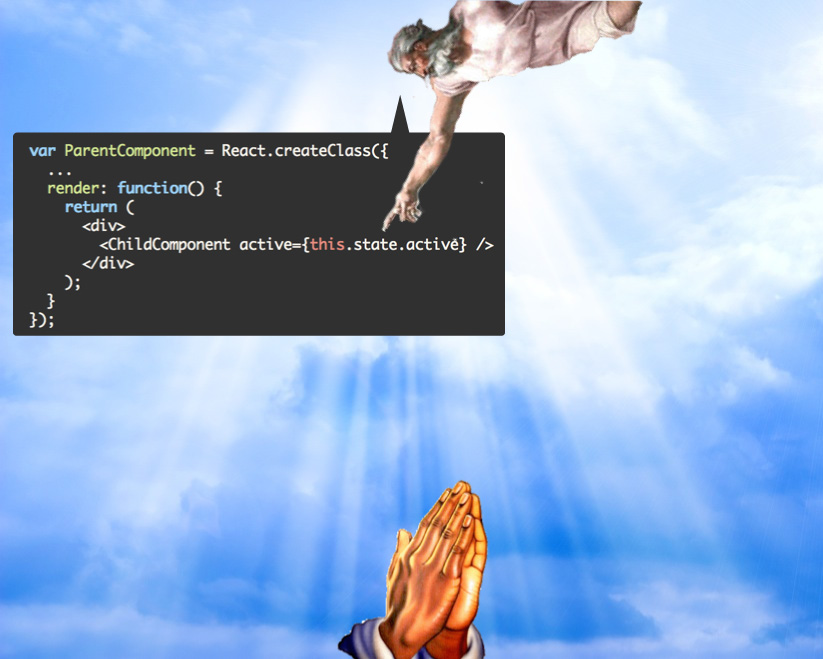 var ParentComponent = React.createClass({
...
render: function() {
return (
<div>
<ChildComponent active={this.state.active} />
</div>
);
}
});